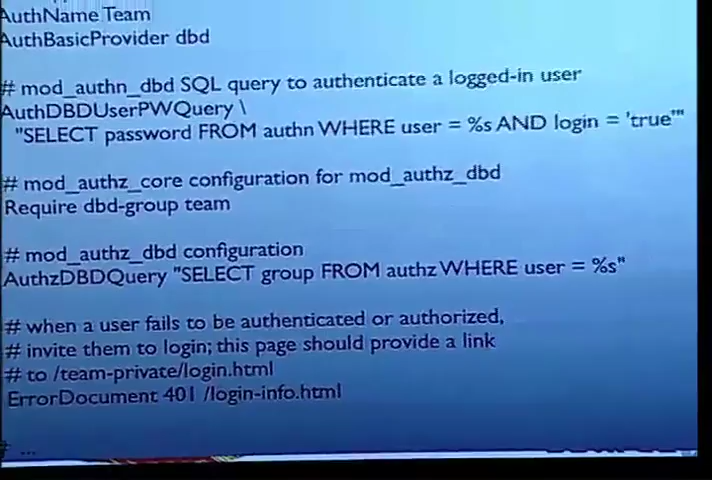 AuthName Team
AuthBasicProvider dbd
# mod_authn_dbd SQL query to authenticate a logged-in user
AuthDBDUserPWQuery \
"SELECT password FROM authn WHERE user = %s AND login = 'true'"
# mod_authz_core configuration for mod_authz_dbd
Require dbd-group team
# mod_authz_dbd configuration
AuthzDBDQuery "SELECT group FROM authz WHERE user = %s"
# when a user fails to be authenticated or authorized,
# invite them to login; this page should provide a link
# to /team-private/login.html
ErrorDocument 401 /login-info.html
# ...